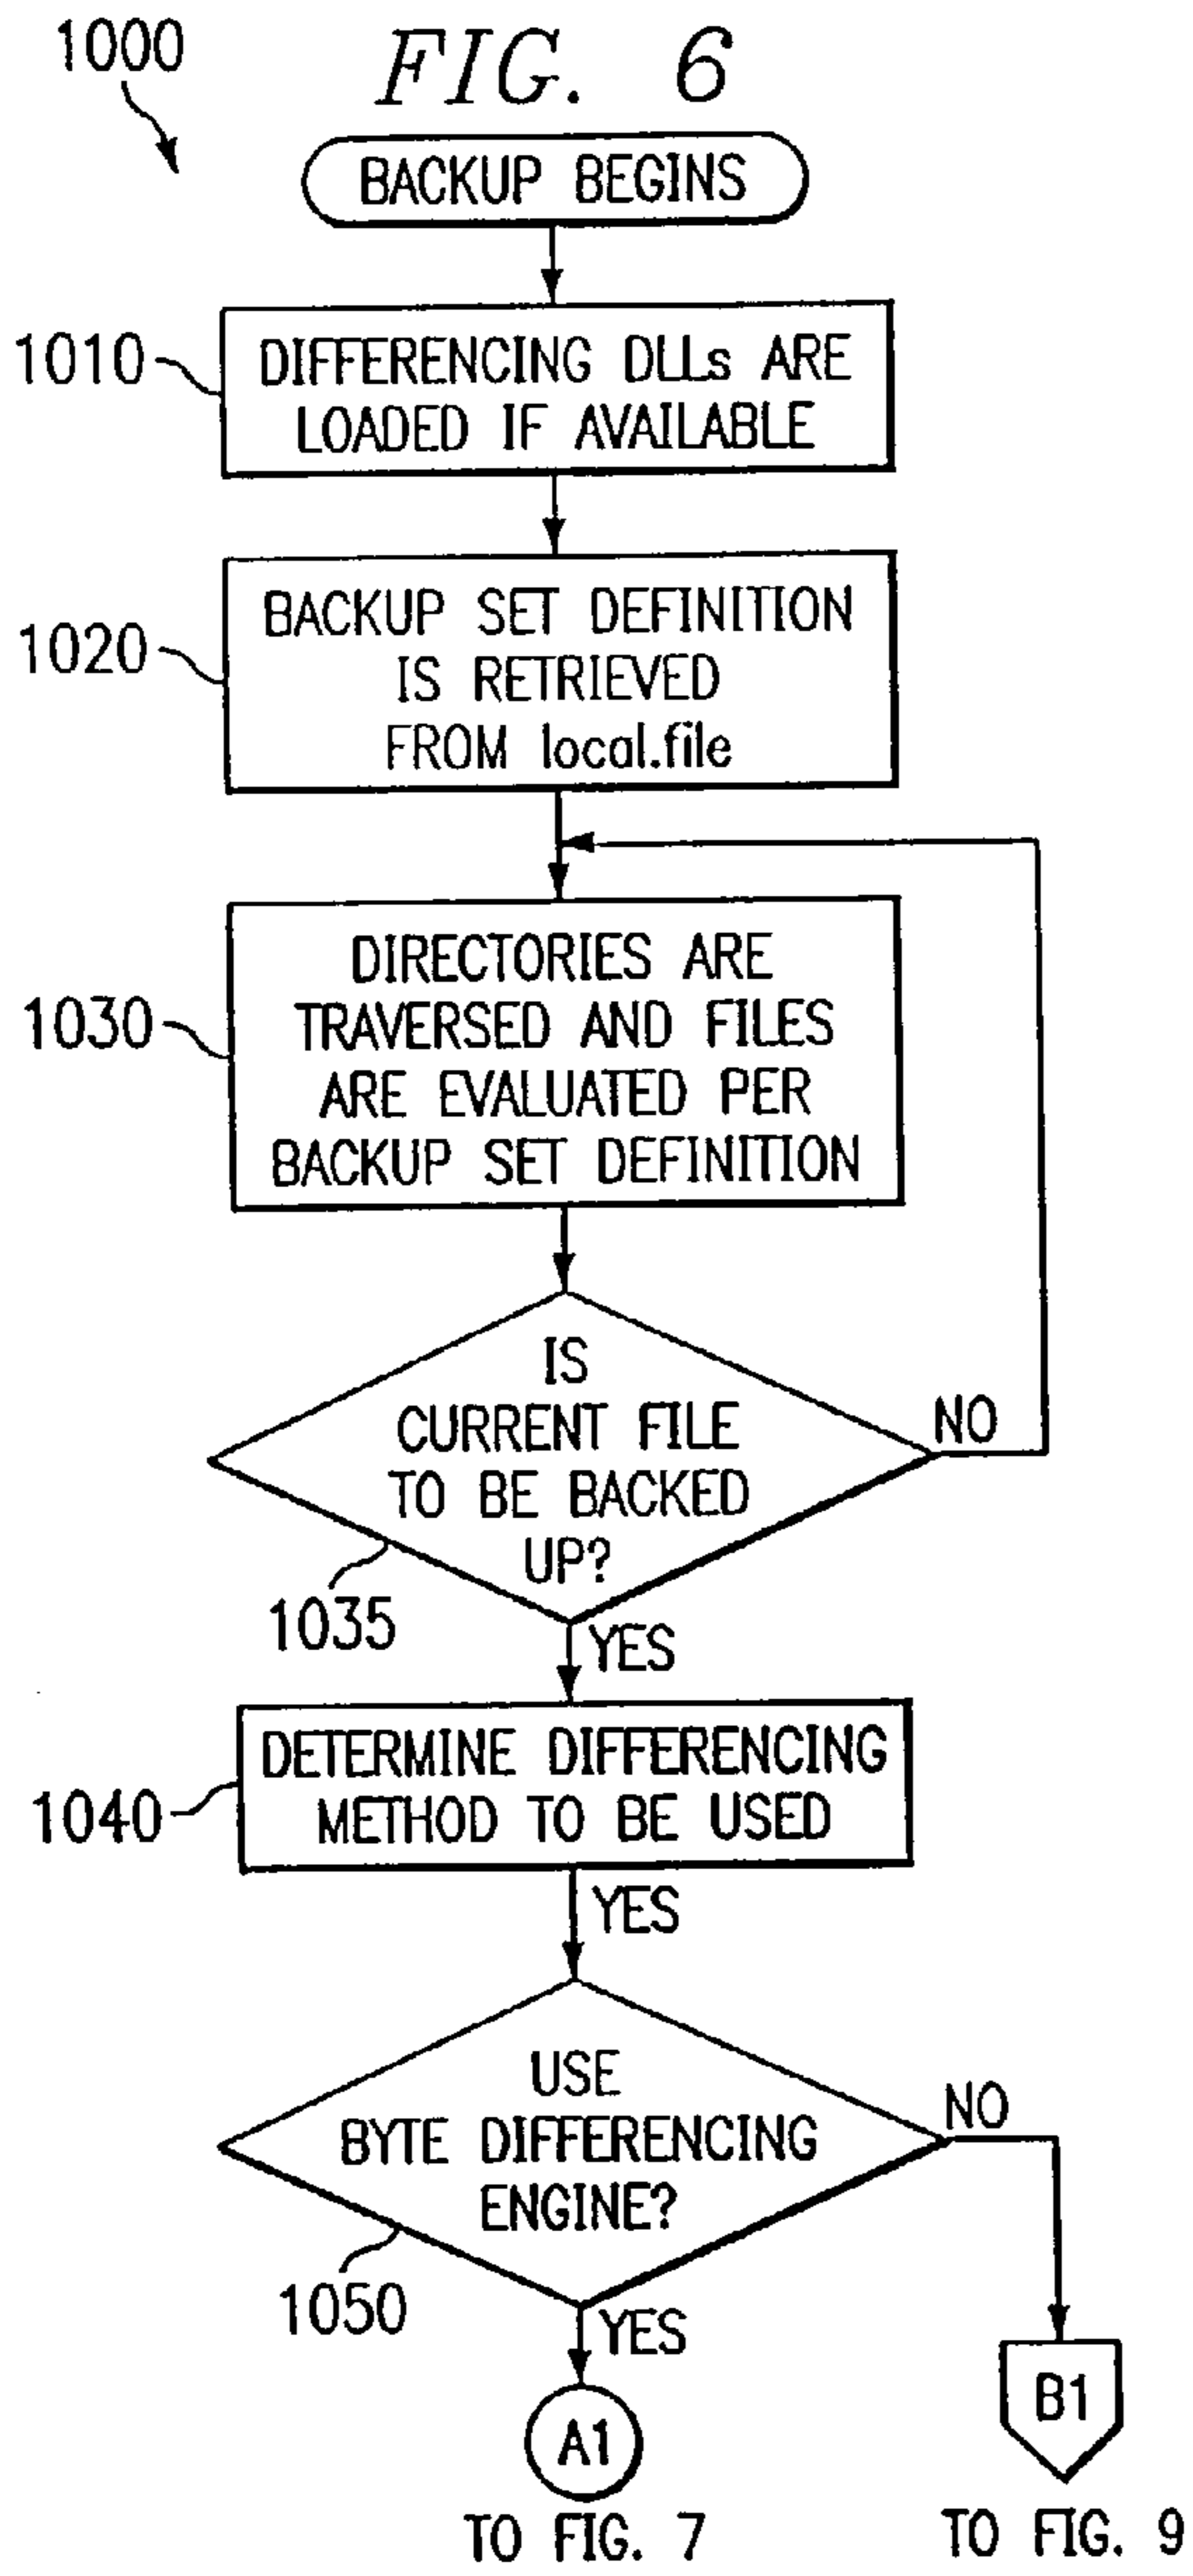 1000
FIG. 6
BACKUP BEGINS
1010
DIFFERENCING DLLs ARE
LOADED IF AVAILABLE
1020
BACKUP SET DEFINITION
IS RETRIEVED
FROM local.file
1030
DIRECTORIES ARE
TRAVERSED AND FILES
ARE EVALUATED PER
BACKUP SET DEFINITION
IS
CURRENT FILE
TO BE BACKED
UP?
NO
1035
YES
1040
DETERMINE DIFFERENCING
METHOD TO BE USED
YES
USE
BYTE DIFFERENCING
ENGINE?
NO
1050
YES
A1
B1
TO FIG. 7
TO FIG. 9